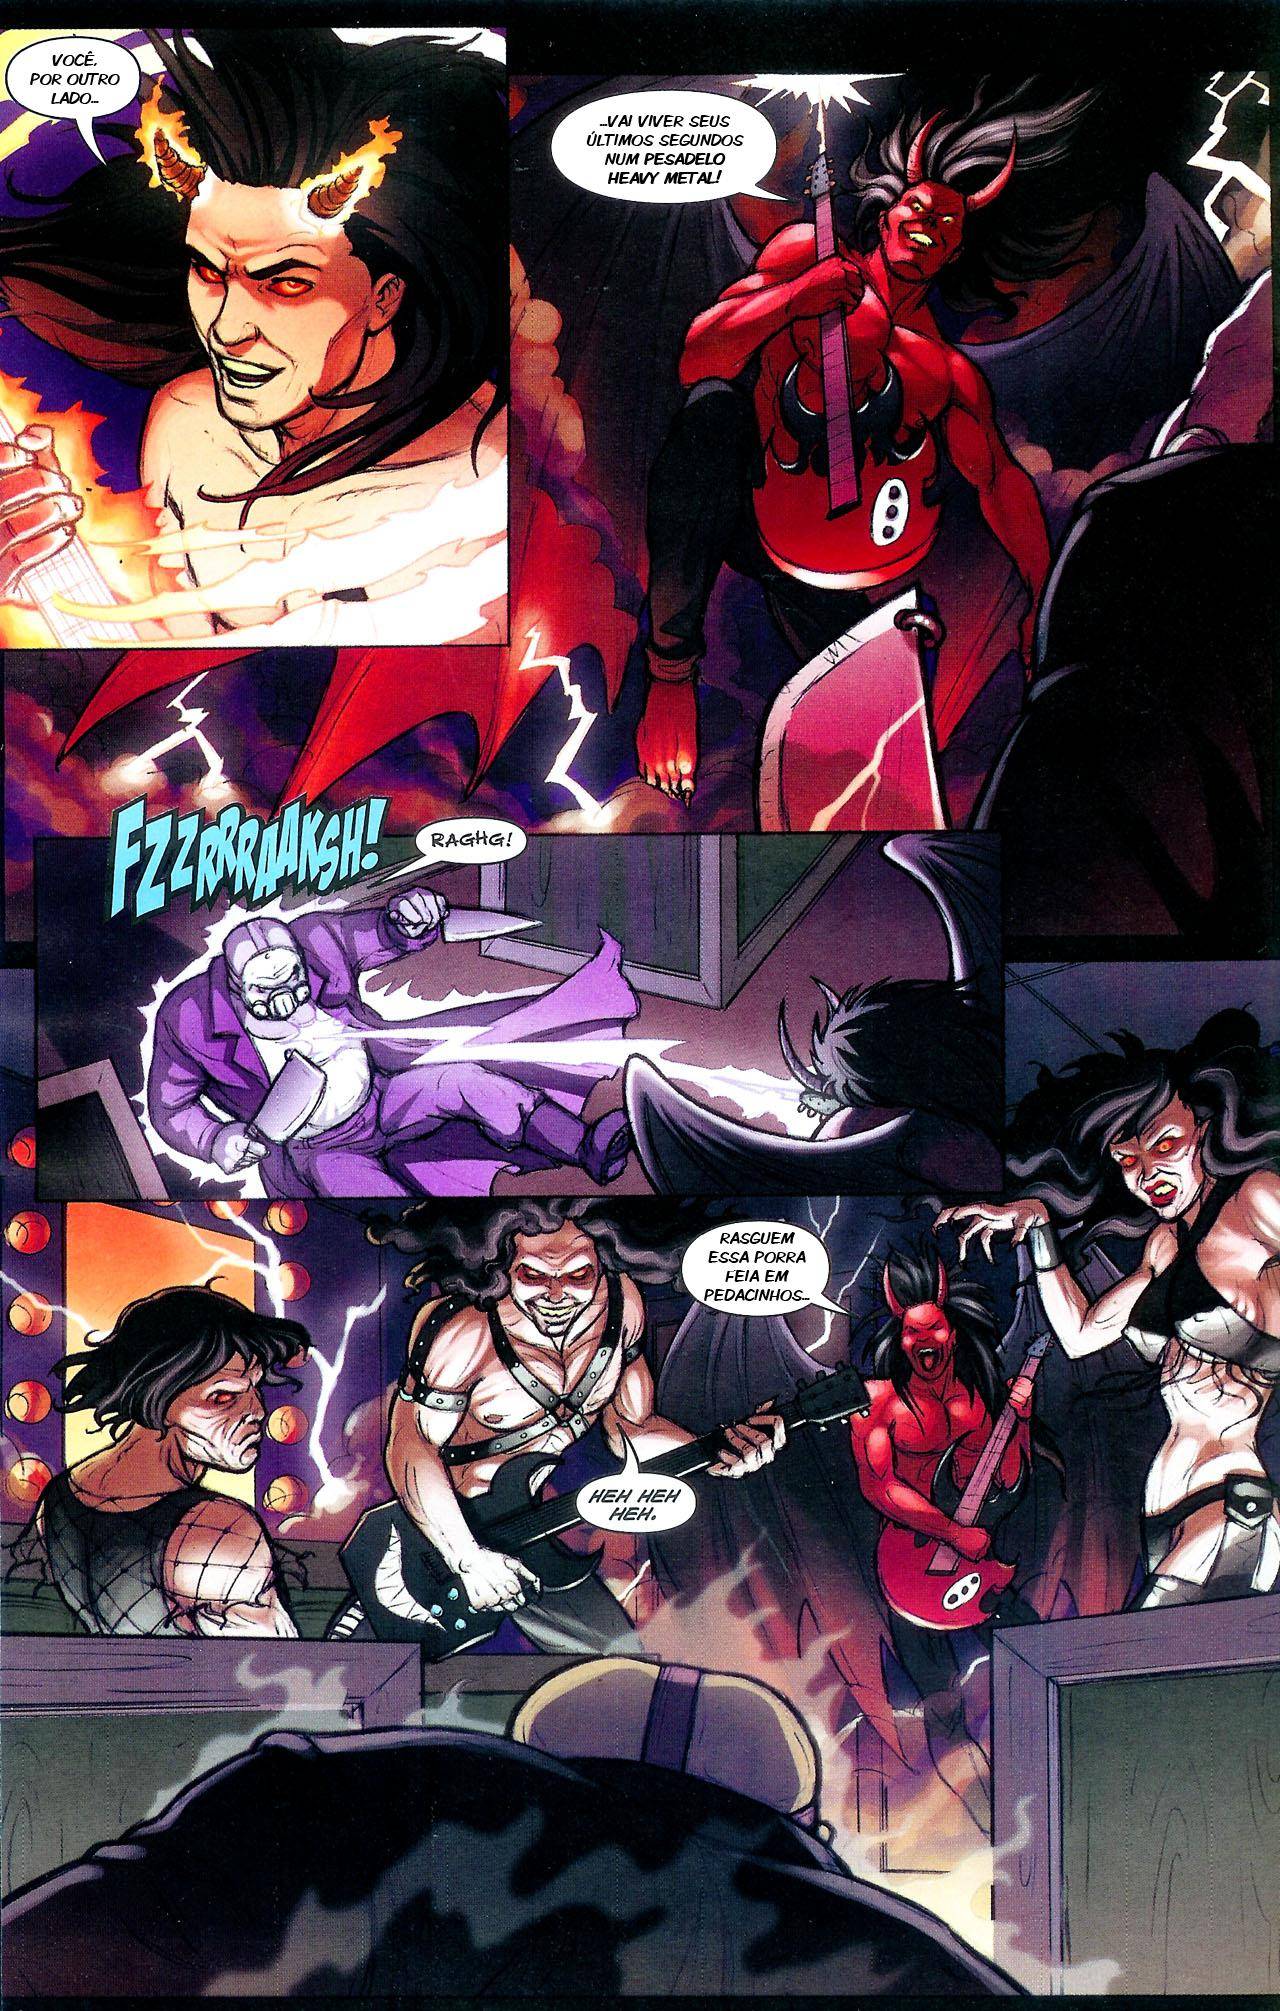 VOCÊ,
POR OUTRO
LADO...
...VAI VIVER SEUS
ÚLTIMOS SEGUNDOS
NUM PESADELO
HEAVY METAL!
FZZRRRAAKSH!
RAGHG!
RASGUEM
ESSA PORRA
FEIA EM
PEDACINHOS...
HEH HEH
HEH.